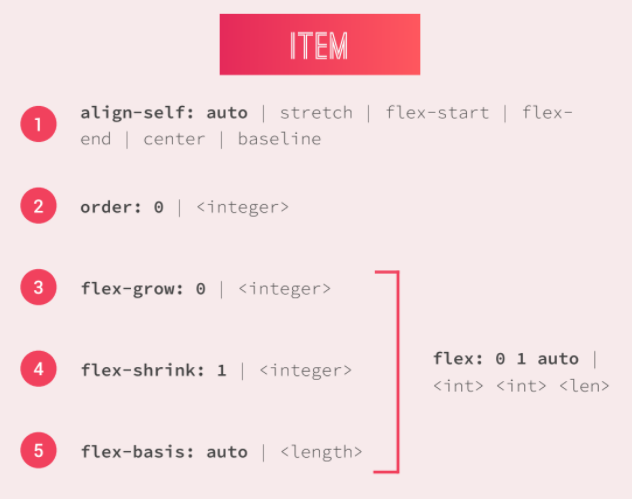 ITEM
1
align-self: auto | stretch | flex-start | flex-
end | center | baseline
2
order: 0 | <integer>
3
flex-grow: 0 | <integer>
4
flex-shrink: 1 | <integer>
5
flex-basis: auto | <length>
flex: 0 1 auto |
<int> <int> <len>